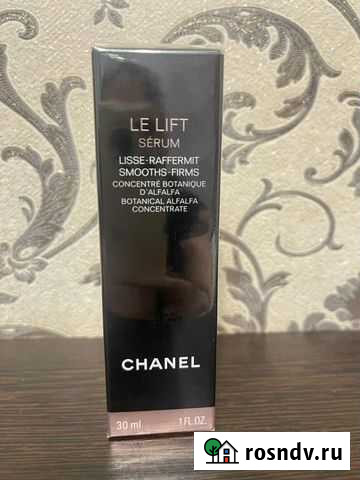 LE LIFT
SÉRUM
LISSE-RAFFERMIT
SMOOTHS-FIRMS
CONCENTRÉ BOTANIQUE
D'ALFALFA
BOTANICAL ALFALFA
CONCENTRATE
CHANEL
30 ml 1 FL.OZ.
rosndv.ru